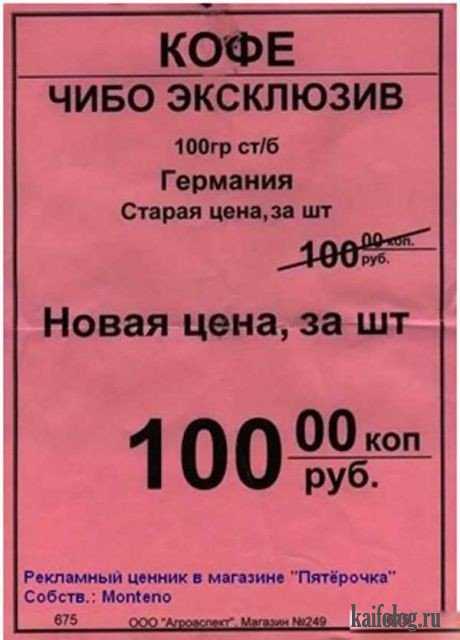 КОФЕ
ЧИБО ЭКСКЛЮЗИВ
100гр ст/б
Германия
Старая цена,за шт
100 00 коп.
руб.
Новая цена, за шт
100 00 коп
руб.
Рекламный ценник в магазине "Пятёрочка"
Собств.: Monteno
675 ООО "Агроаспект". Магазин №249
kaifolog.ru